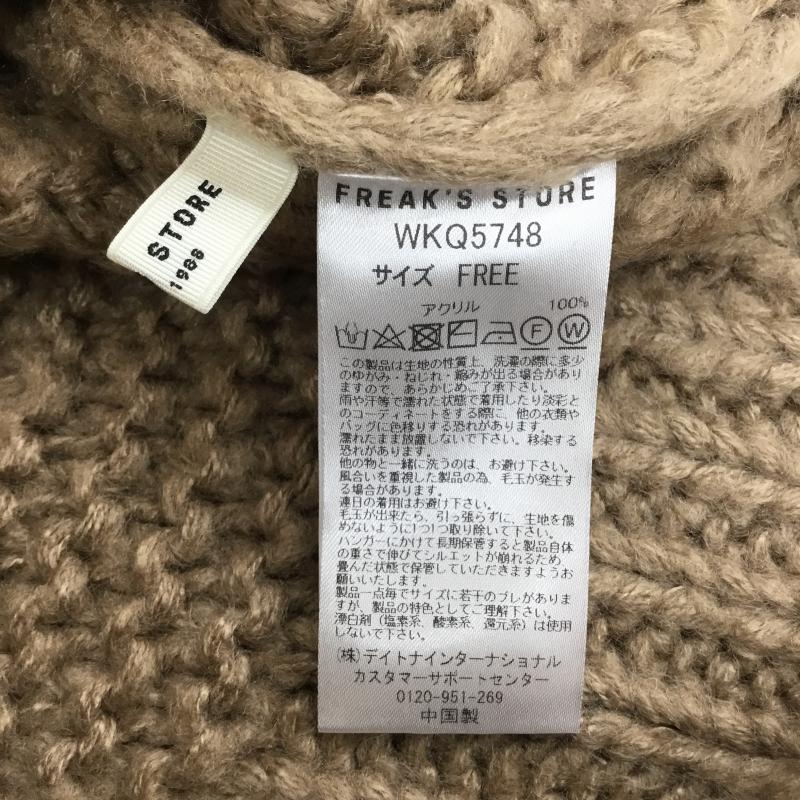 STORE
1986
FREAK'S STORE
WKQ5748
サイズ FREE
アクリル 100%
F W
この製品は生地の性質上、洗濯の際に多少
のゆがみ・ねじれ・縮みが出る場合があり
ますので、あらかじめご了承下さい。
雨や汗等で濡れた状態で着用したり淡彩と
のコーディネートをする際に、他の衣類や
バッグに色移りする恐れがあります。
濡れたまま放置しないで下さい。移染する
恐れがあります。
他の物と一緒に洗うのは、お避け下さい。
風合いを重視した製品の為、毛玉が発生す
る場合があります。
連日の着用はお避け下さい。
毛玉が出来たら、引っ張らずに、生地を傷
めないように1つ1つ取り除いて下さい。
ハンガーにかけて長期保管すると製品自体
の重さで伸びてシルエットが崩れるため、
畳んだ状態で保管していただきますようお
願いいたします。
製品一点毎でサイズに若干のブレがありま
すが、製品の特色としてご理解下さい。
漂白剤（塩素系、酸素系、還元系）は使用
しないで下さい。
(株)デイトナインターナショナル
カスタマーサポートセンター
0120-951-269
中国製